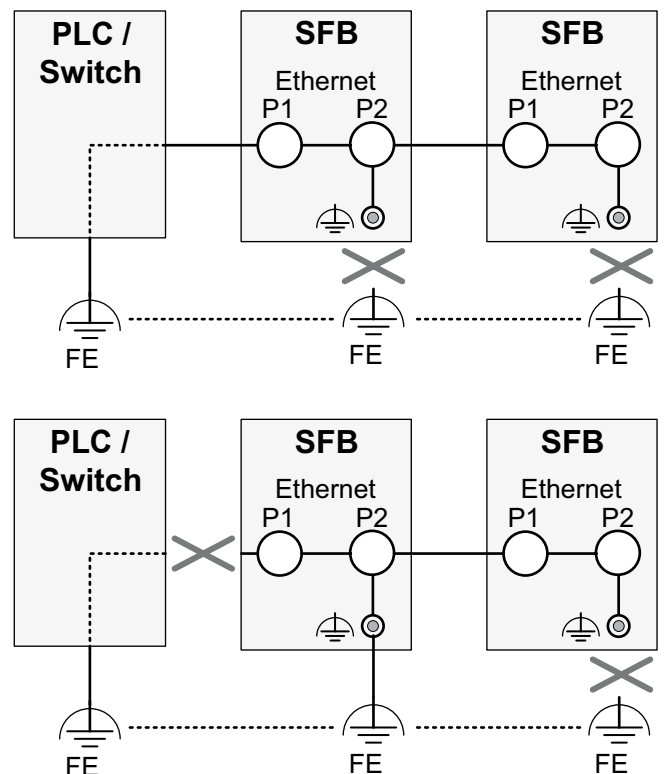 PLC /
Switch
SFB
Ethernet
P1 P2
SFB
Ethernet
P1 P2
FE
FE
FE
PLC /
Switch
SFB
Ethernet
P1 P2
SFB
Ethernet
P1 P2
FE
FE
FE